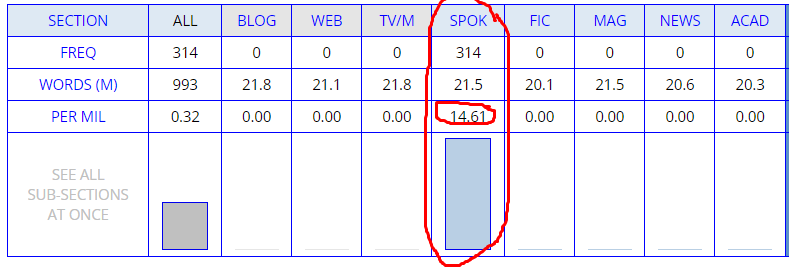 SECTION ALL BLOG WEB TV/M SPOK FIC MAG NEWS ACAD
FREQ 314 0 0 0 314 0 0 0 0
WORDS (M) 993 21.8 21.1 21.8 21.5 20.1 21.5 20.6 20.3
PER MIL 0.32 0.00 0.00 0.00 14.61 0.00 0.00 0.00 0.00
SEE ALL
SUB-SECTIONS
AT ONCE